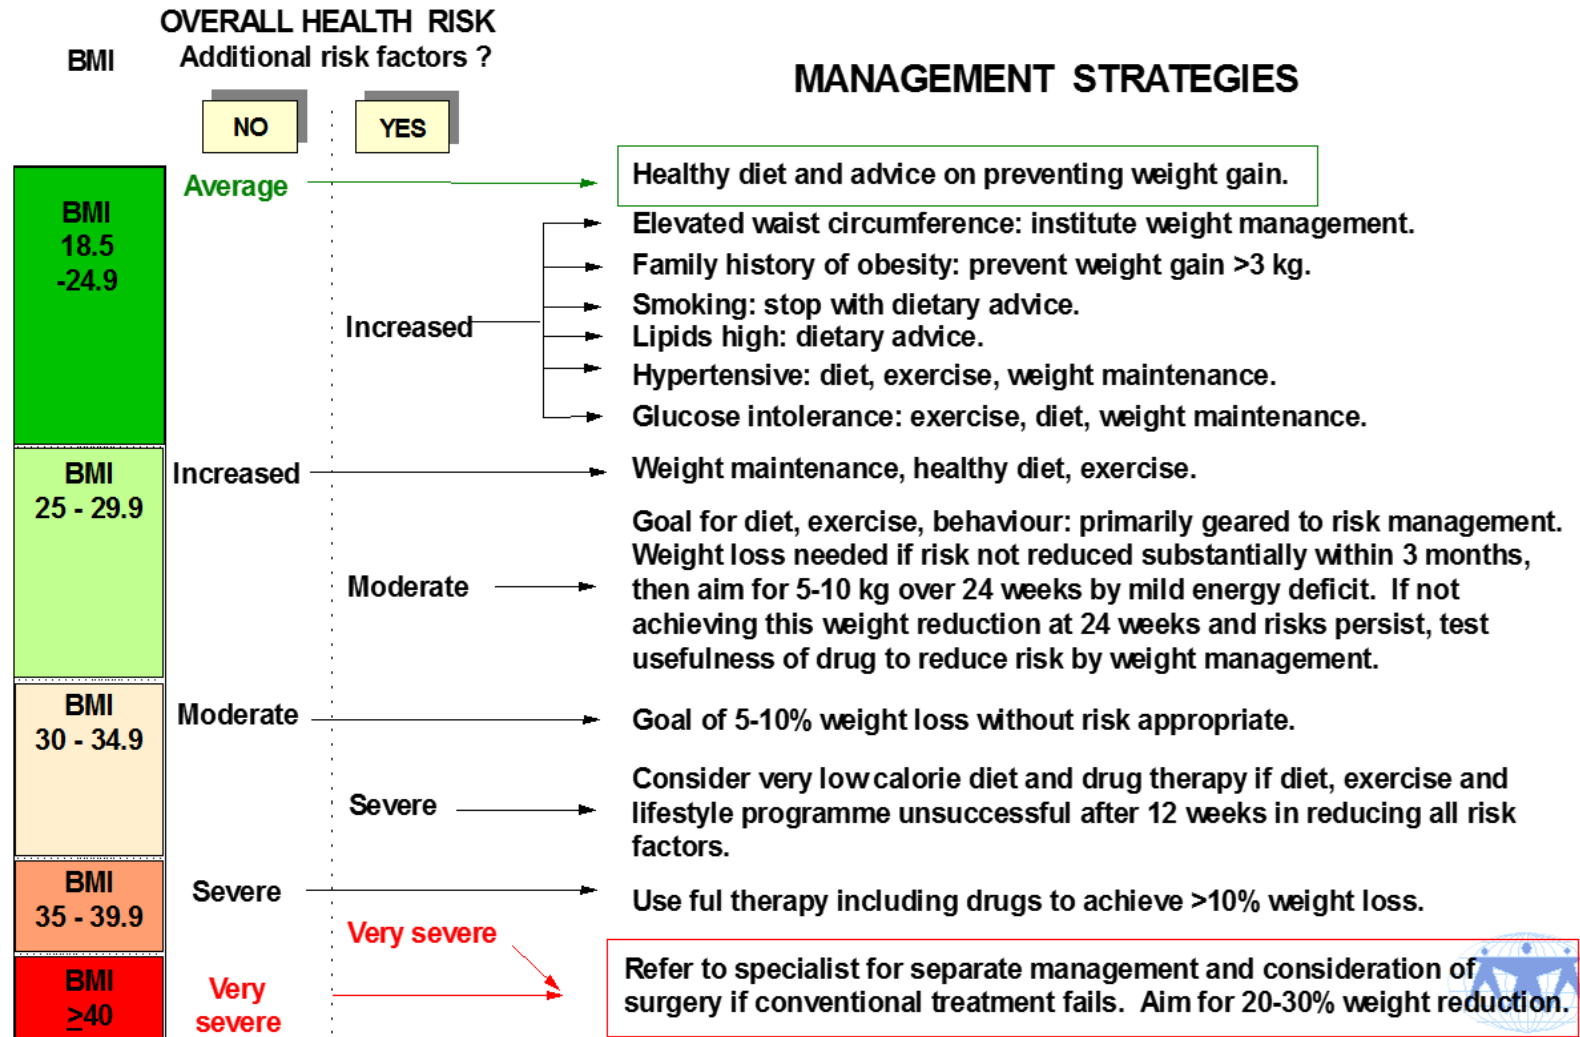 OVERALL HEALTH RISK
BMI
Additional risk factors ?
MANAGEMENT STRATEGIES
NO
YES
BMI
18.5
-24.9
Average
Healthy diet and advice on preventing weight gain.
Increased
Elevated waist circumference: institute weight management.
Family history of obesity: prevent weight gain >3 kg.
Smoking: stop with dietary advice.
Lipids high: dietary advice.
Hypertensive: diet, exercise, weight maintenance.
Glucose intolerance: exercise, diet, weight maintenance.
BMI
25 - 29.9
Increased
Weight maintenance, healthy diet, exercise.
Moderate
Goal for diet, exercise, behaviour: primarily geared to risk management.
Weight loss needed if risk not reduced substantially within 3 months,
then aim for 5-10 kg over 24 weeks by mild energy deficit. If not
achieving this weight reduction at 24 weeks and risks persist, test
usefulness of drug to reduce risk by weight management.
BMI
30 - 34.9
Moderate
Goal of 5-10% weight loss without risk appropriate.
Severe
Consider very low calorie diet and drug therapy if diet, exercise and
lifestyle programme unsuccessful after 12 weeks in reducing all risk
factors.
BMI
35 - 39.9
Severe
Use ful therapy including drugs to achieve >10% weight loss.
Very severe
BMI
≥40
Very
severe
Refer to specialist for separate management and consideration of
surgery if conventional treatment fails. Aim for 20-30% weight reduction.